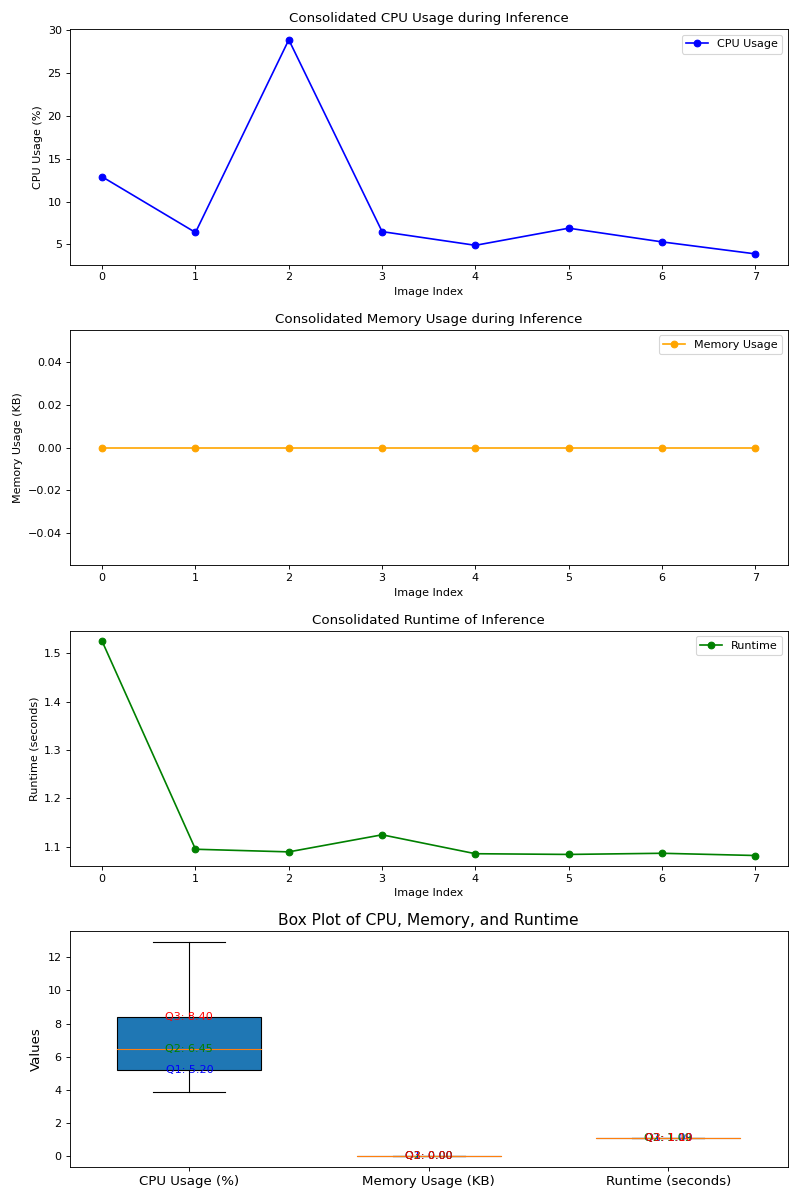 Consolidated CPU Usage during Inference
CPU Usage
CPU Usage (%)
30
25
20
15
10
5
0 1 2 3 4 5 6 7
Image Index
Consolidated Memory Usage during Inference
Memory Usage
Memory Usage (KB)
0.04
0.02
0.00
−0.02
−0.04
0 1 2 3 4 5 6 7
Image Index
Consolidated Runtime of Inference
Runtime
Runtime (seconds)
1.5
1.4
1.3
1.2
1.1
0 1 2 3 4 5 6 7
Image Index
Box Plot of CPU, Memory, and Runtime
Values
12
10
8
6
4
2
0
Q3: 8.40
Q2: 6.45
Q1: 5.20
CPU Usage (%) Memory Usage (KB) Runtime (seconds)